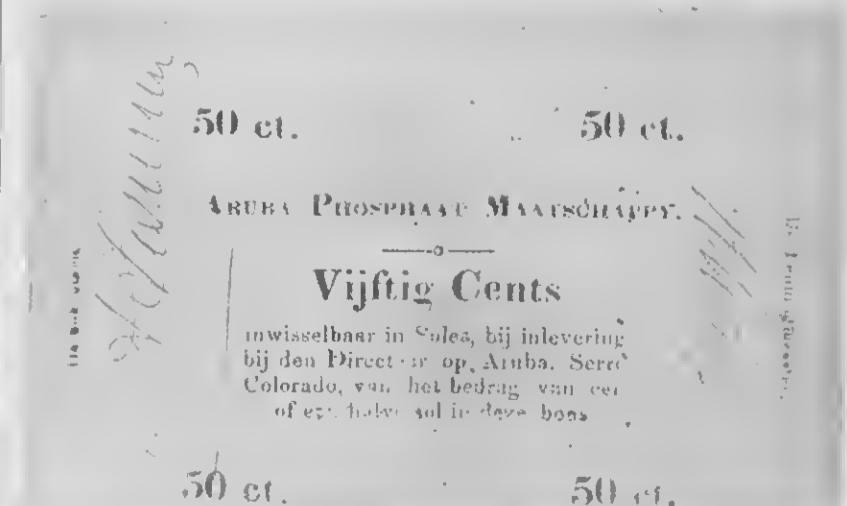 50 ct. 50 ct.
ARUBA PHOSPHAAT MAATSCHAPPY.
Vijftig Cents
inwisselbaar in Soles, bij inlevering
bij den Directeur op Aruba. Serro
Colorado, van het bedrag van een
of een halve sol in deze bons
50 ct. 50 ct.